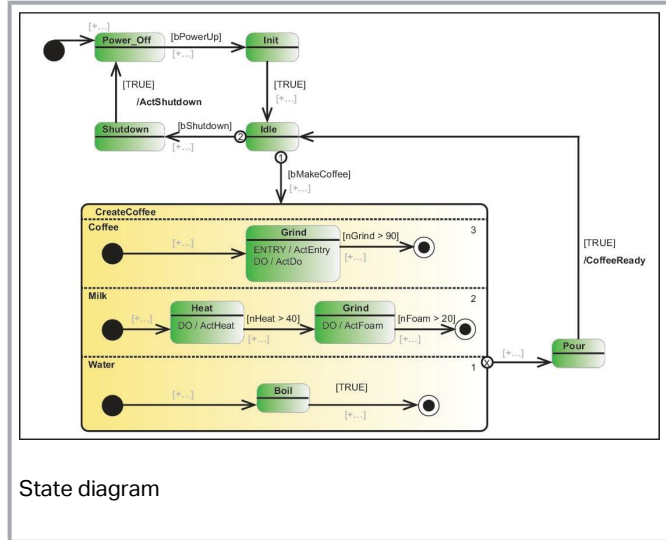 [+...]
Power_Off
[bPowerUp]
[+...]
Init
[TRUE]
/ActShutdown
[TRUE]
[+...]
Shutdown
[bShutdown]
[+...]
2
Idle
1
[bMakeCoffee]
[+...]
CreateCoffee
Coffee
3
[+...]
Grind
ENTRY / ActEntry
DO / ActDo
[nGrind > 90]
[+...]
[TRUE]
/CoffeeReady
Milk
2
[+...]
Heat
DO / ActHeat
[nHeat > 40]
[+...]
Grind
DO / ActFoam
[nFoam > 20]
[+...]
Water
1
X
[+...]
Pour
[+...]
Boil
[TRUE]
[+...]
State diagram